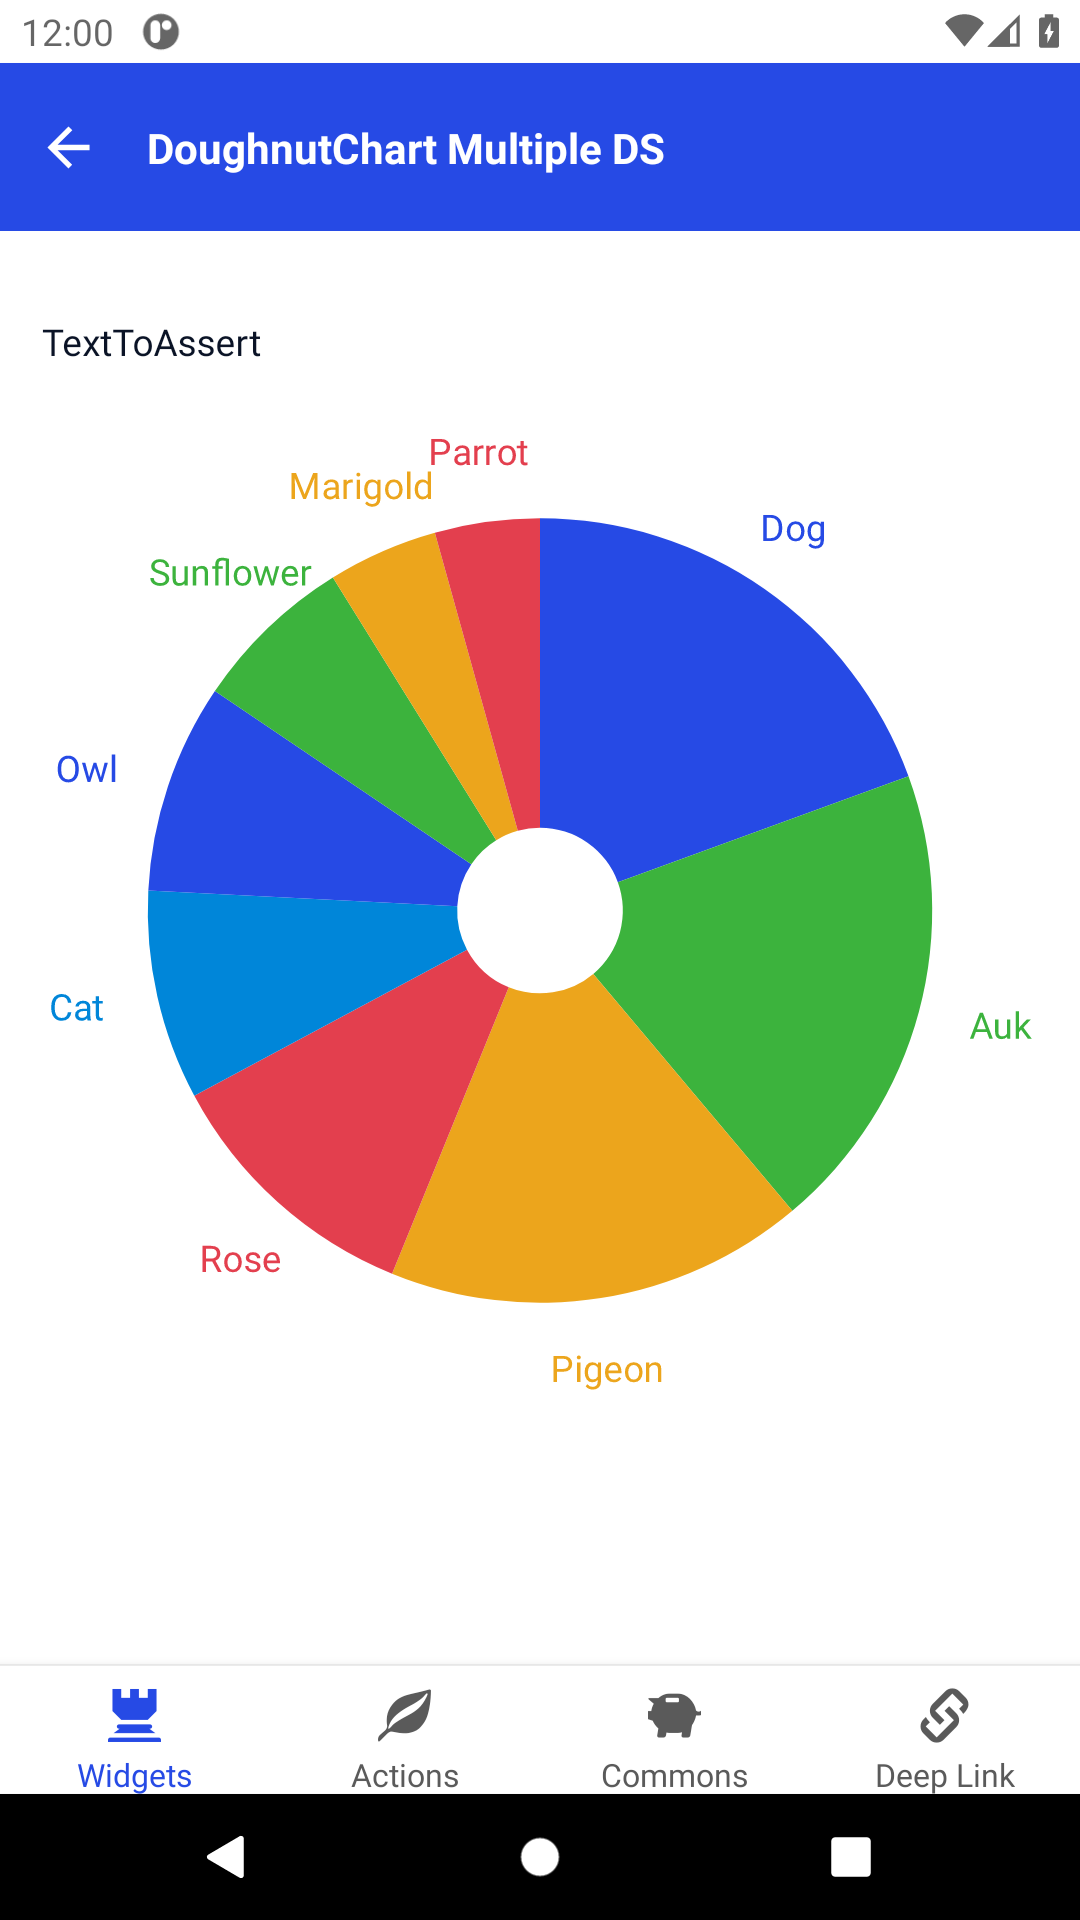 12:00
DoughnutChart Multiple DS
TextToAssert
Parrot
Marigold
Dog
Sunflower
Owl
Cat
Auk
Rose
Pigeon
Widgets
Actions
Commons
Deep Link